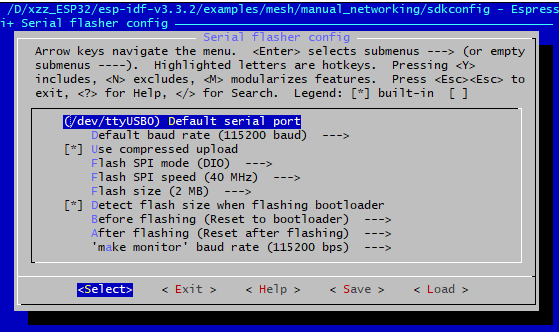 /D/xzz_ESP32/esp-idf-v3.3.2/examples/mesh/manual_networking/sdkconfig - Espress
i+ Serial flasher config
Serial flasher config
Arrow keys navigate the menu. <Enter> selects submenus ---> (or empty
submenus ----). Highlighted letters are hotkeys. Pressing <Y>
includes, <N> excludes, <M> modularizes features. Press <Esc><Esc> to
exit, <?> for Help, </> for Search. Legend: [*] built-in [ ]
(/dev/ttyUSB0) Default serial port
Default baud rate (115200 baud) --->
[*] Use compressed upload
Flash SPI mode (DIO) --->
Flash SPI speed (40 MHz) --->
Flash size (2 MB) --->
[*] Detect flash size when flashing bootloader
Before flashing (Reset to bootloader) --->
After flashing (Reset after flashing) --->
'make monitor' baud rate (115200 bps) --->
<Select> < Exit > < Help > < Save > < Load >